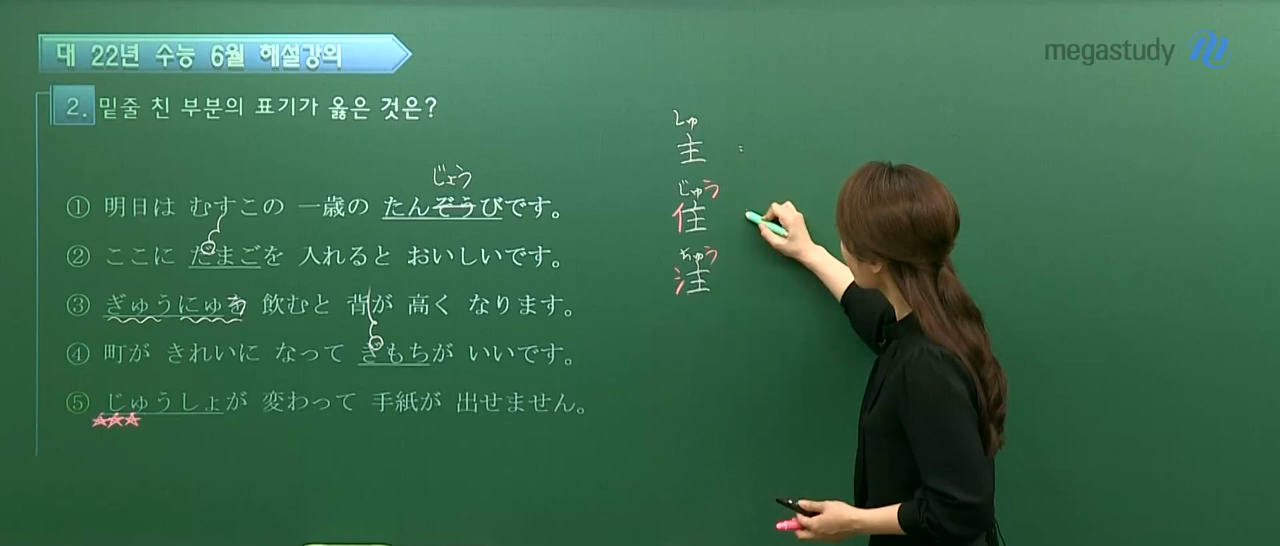 대 22년 수능 6월 해설강의
megastudy
2. 밑줄 친 부분의 표기가 옳은 것은?
じょう
① 明日は むすこの 一歳の たんぞうびです。
② ここに だまごを 入れると おいしいです。
③ ぎゅうにゅを 飲むと 背が 高く なります。
④ 町が きれいに なって ぎもちが いいです。
⑤ じゅうしょが 変わって 手紙が 出せません。
しゅ
主 :
じゅう
住
ちゅう
注